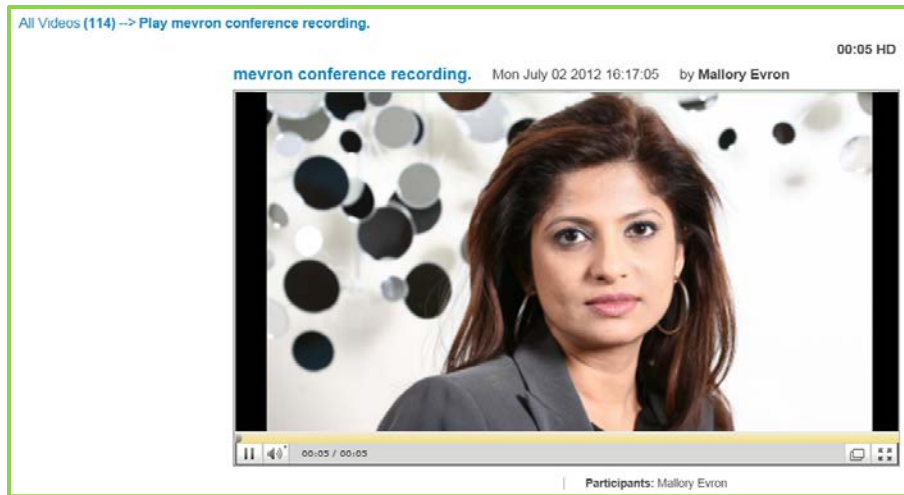 All Videos (114) --> Play mevron conference recording.
00:05 HD
mevron conference recording. Mon July 02 2012 16:17:05 by Mallory Evron
00:05 / 00:05
Participants: Mallory Evron